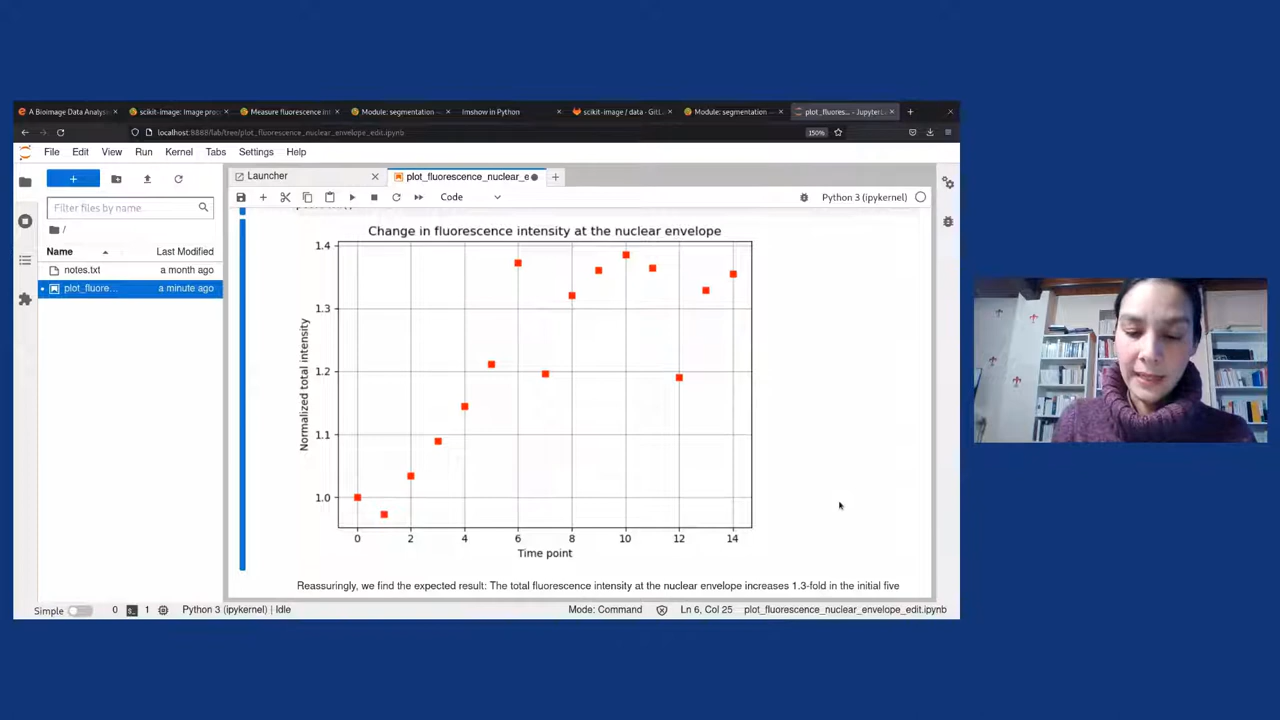 A Bioimage Data Analys
scikit-image: Image pro
Measure fluorescence in
Module: segmentation —
Imshow in Python
scikit-image / data · GitL
Module: segmentation —
plot_fluores... - JupyterL
localhost:8888/lab/tree/plot_fluorescence_nuclear_envelope_edit.ipynb
150%
File Edit View Run Kernel Tabs Settings Help
Launcher
plot_fluorescence_nuclear_e
Code
Python 3 (ipykernel)
Filter files by name...
/
Name
Last Modified
notes.txt
a month ago
plot_fluore...
a minute ago
Change in fluorescence intensity at the nuclear envelope
1.4
1.3
1.2
1.1
1.0
Normalized total intensity
0 2 4 6 8 10 12 14
Time point
Reassuringly, we find the expected result: The total fluorescence intensity at the nuclear envelope increases 1.3-fold in the initial five
Simple
0
1
Python 3 (ipykernel) | Idle
Mode: Command
Ln 6, Col 25
plot_fluorescence_nuclear_envelope_edit.ipynb